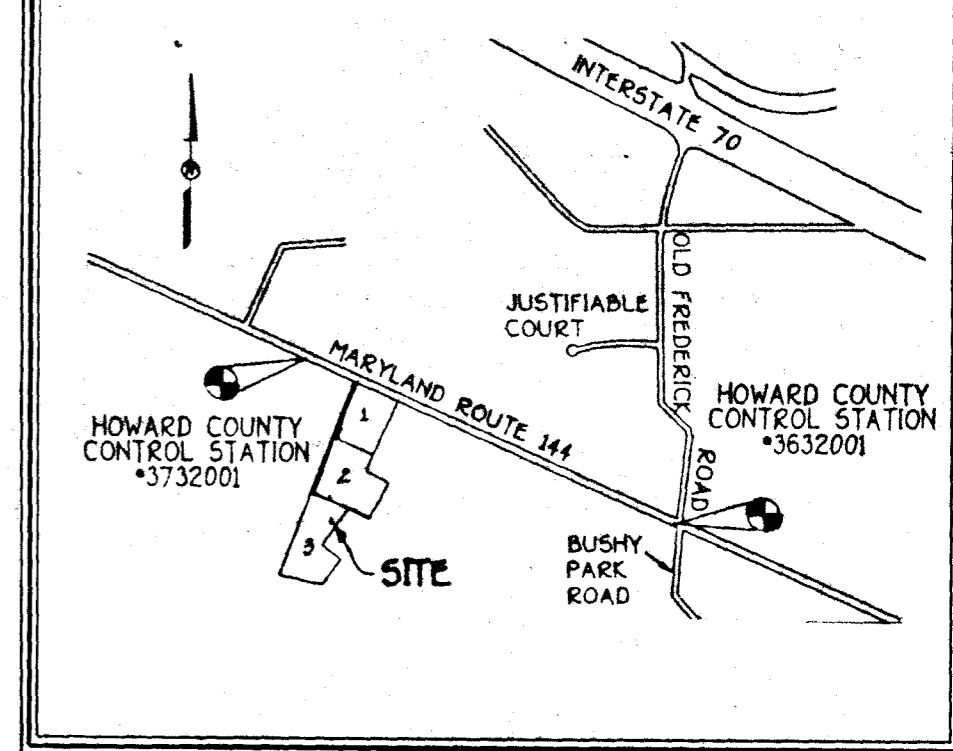 INTERSTATE 70
OLD FREDERICK ROAD
JUSTIFIABLE
COURT
MARYLAND ROUTE 144
HOWARD COUNTY
CONTROL STATION
•3732001
HOWARD COUNTY
CONTROL STATION
•3632001
1
2
3
SITE
BUSHY
PARK
ROAD